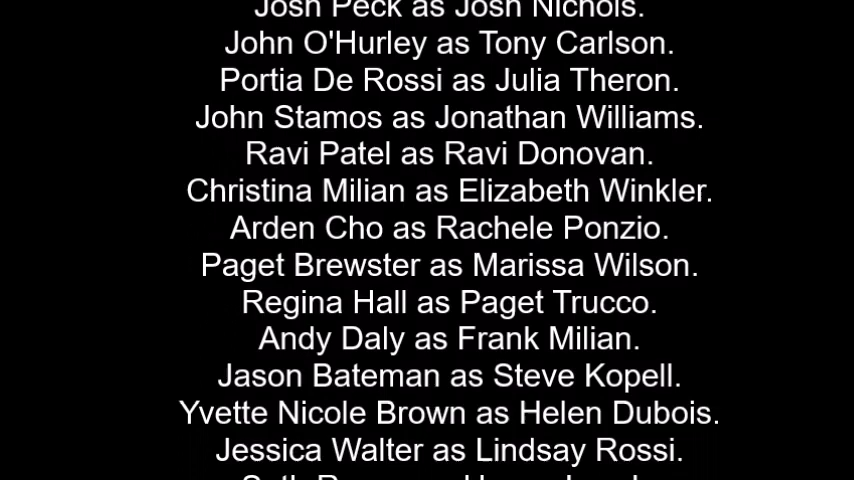 Josh Peck as Josh Nichols.
John O'Hurley as Tony Carlson.
Portia De Rossi as Julia Theron.
John Stamos as Jonathan Williams.
Ravi Patel as Ravi Donovan.
Christina Milian as Elizabeth Winkler.
Arden Cho as Rachele Ponzio.
Paget Brewster as Marissa Wilson.
Regina Hall as Paget Trucco.
Andy Daly as Frank Milian.
Jason Bateman as Steve Kopell.
Yvette Nicole Brown as Helen Dubois.
Jessica Walter as Lindsay Rossi.